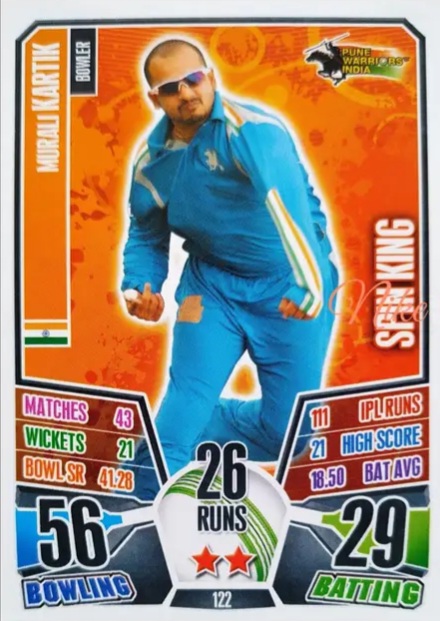 MURALI KARTIK
BOWLER
PUNE
WARRIORS™
INDIA
SPIN KING
MATCHES 43
WICKETS 21
BOWL SR 41.28
111 IPL RUNS
21 HIGH SCORE
18.50 BAT AVG
26
RUNS
56
BOWLING
29
BATTING
122